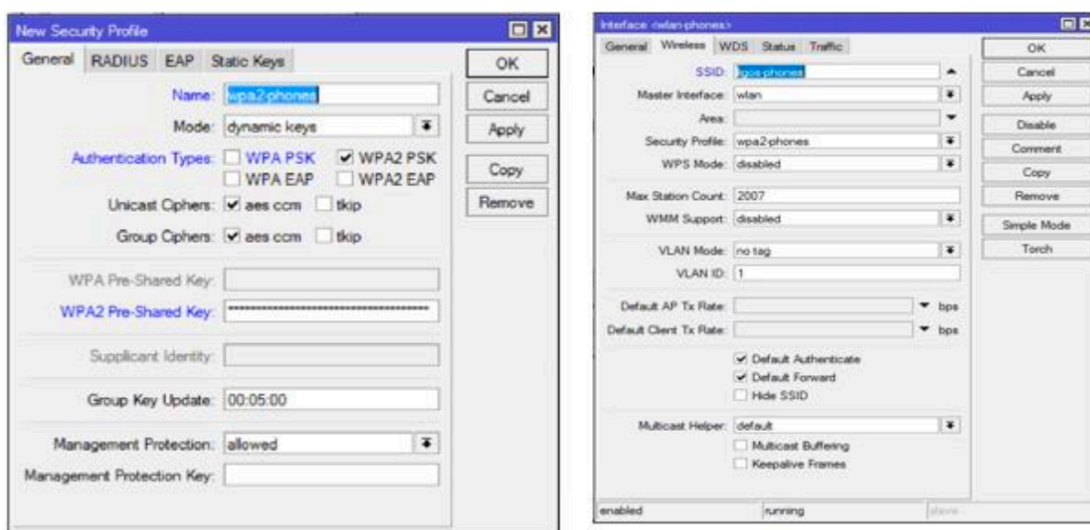 New Security Profile
General RADIUS EAP Static Keys
Name: wpa2-phones
Mode: dynamic keys
Authentication Types: WPA PSK WPA2 PSK
WPA EAP WPA2 EAP
Unicast Ciphers: aes ccm tkip
Group Ciphers: aes ccm tkip
WPA Pre-Shared Key:
WPA2 Pre-Shared Key:
Supplicant Identity:
Group Key Update: 00:05:00
Management Protection: allowed
Management Protection Key:
OK
Cancel
Apply
Copy
Remove
Interface <wlan-phones>
General Wireless WDS Status Traffic
SSID:
Master Interface: wlan
Area:
Security Profile: wpa2-phones
WPS Mode: disabled
Max Station Count: 2007
WMM Support: disabled
VLAN Mode: no tag
VLAN ID: 1
Default AP Tx Rate: bps
Default Client Tx Rate: bps
Default Authenticate
Default Forward
Hide SSID
Multicast Helper: default
Multicast Buffering
Keepalive Frames
enabled running slave
OK
Cancel
Apply
Disable
Comment
Copy
Remove
Simple Mode
Torch